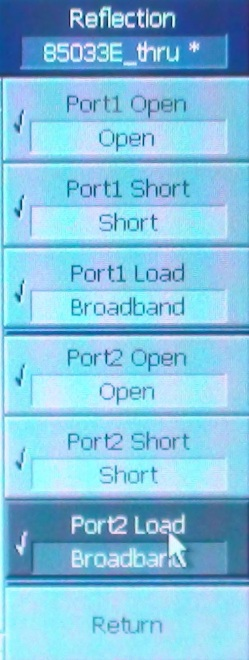 Reflection
85033E_thru *
Port1 Open
Open
Port1 Short
Short
Port1 Load
Broadband
Port2 Open
Open
Port2 Short
Short
Port2 Load
Broadband
Return